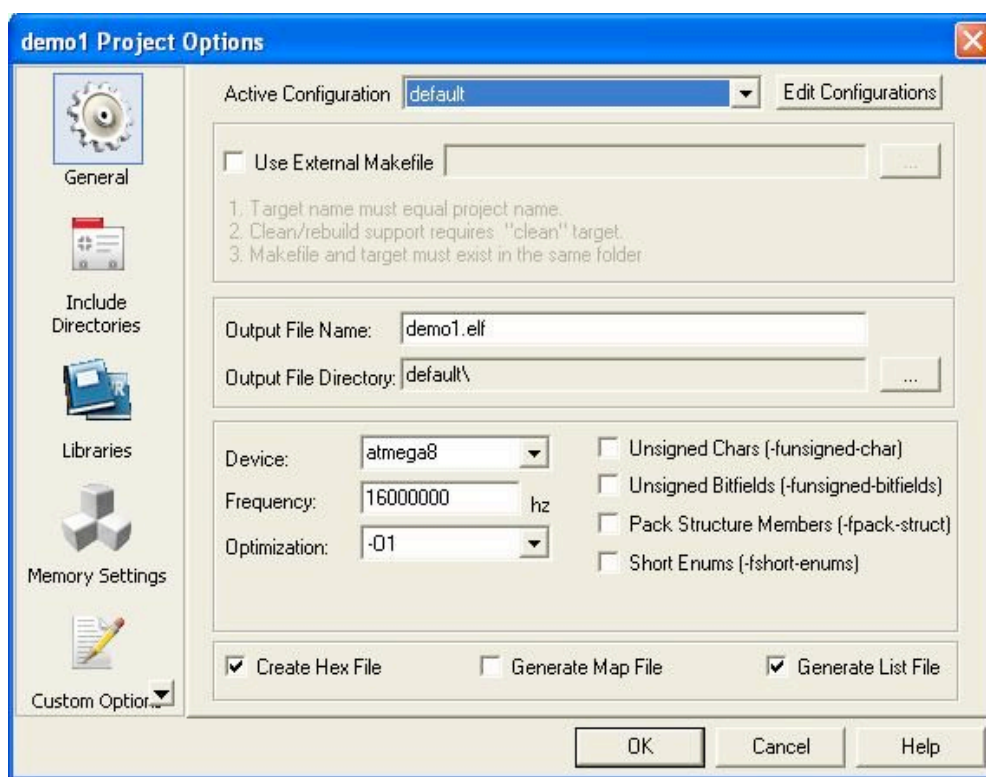 demo1 Project Options
General
Include
Directories
Libraries
Memory Settings
Custom Option
Active Configuration default Edit Configurations
Use External Makefile ...
1. Target name must equal project name.
2. Clean/rebuild support requires "clean" target.
3. Makefile and target must exist in the same folder
Output File Name: demo1.elf
Output File Directory: default\ ...
Device: atmega8
Frequency: 16000000 hz
Optimization: -O1
Unsigned Chars (-funsigned-char)
Unsigned Bitfields (-funsigned-bitfields)
Pack Structure Members (-fpack-struct)
Short Enums (-fshort-enums)
Create Hex File Generate Map File Generate List File
OK Cancel Help